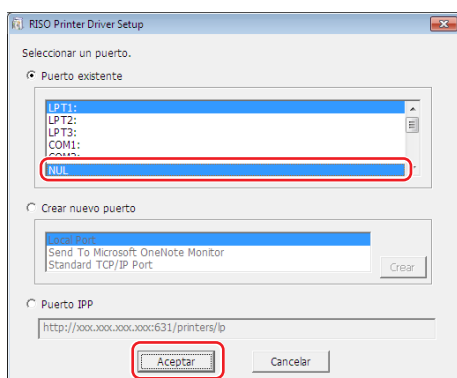 RISO Printer Driver Setup
Seleccionar un puerto.
Puerto existente
LPT1:
LPT2:
LPT3:
COM1:
NUL
Crear nuevo puerto
Local Port
Send To Microsoft OneNote Monitor
Standard TCP/IP Port
Crear
Puerto IPP
http://xxx.xxx.xxx.xxx:631/printers/lp
Aceptar Cancelar